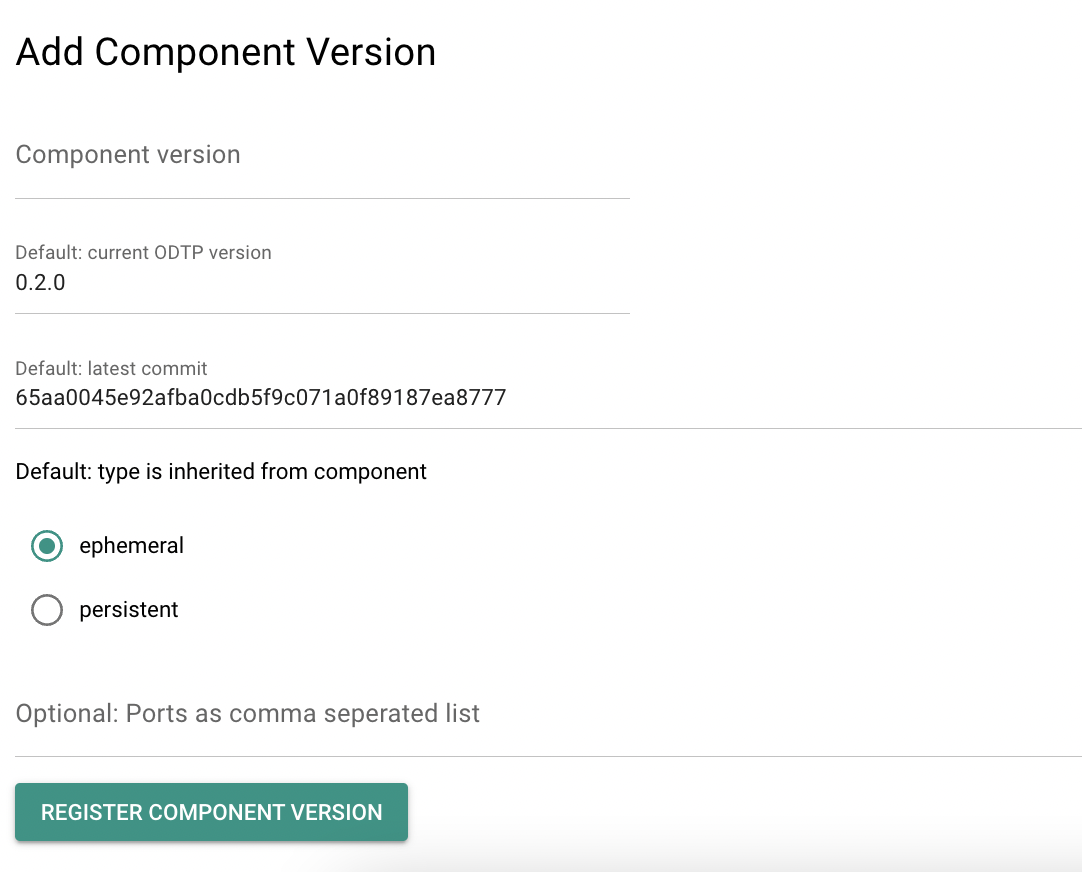 Add Component Version
Component version
Default: current ODTP version
0.2.0
Default: latest commit
65aa0045e92afba0cdb5f9c071a0f89187ea8777
Default: type is inherited from component
ephemeral
persistent
Optional: Ports as comma seperated list
REGISTER COMPONENT VERSION